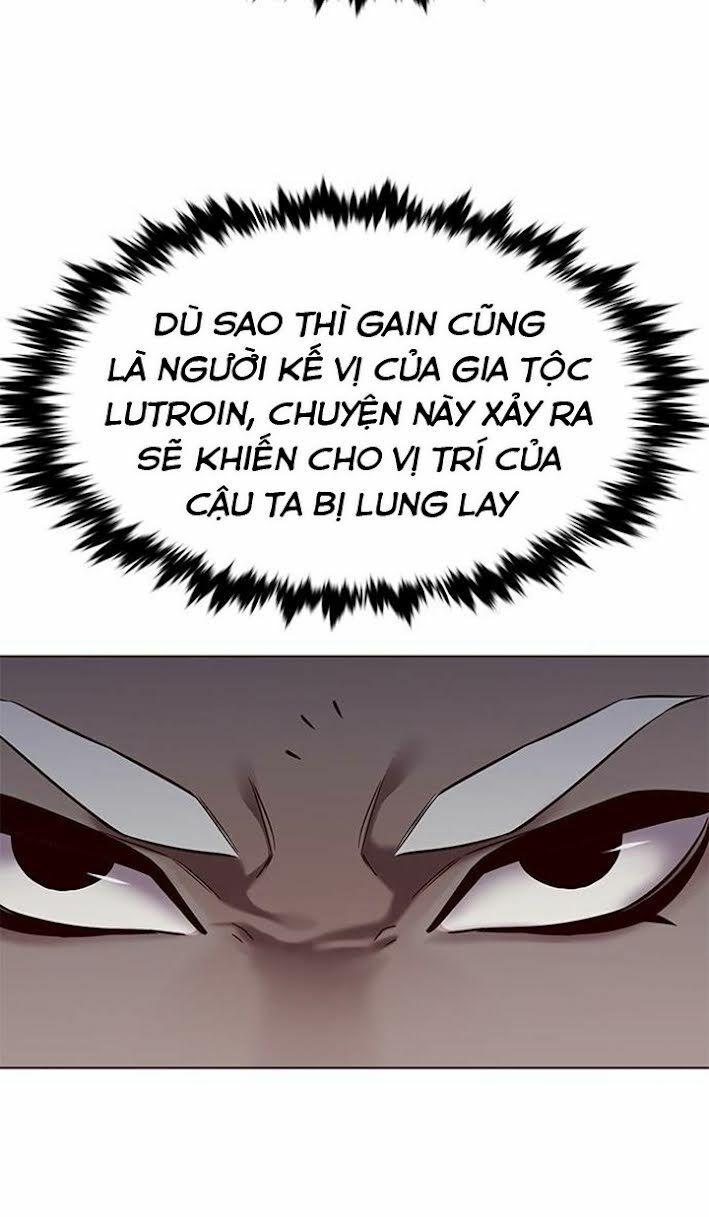 DÙ SAO THÌ GAIN CŨNG
LÀ NGƯỜI KẾ VỊ CỦA GIA TỘC
LUTROIN, CHUYỆN NÀY XẢY RA
SẼ KHIẾN CHO VỊ TRÍ CỦA
CẬU TA BỊ LUNG LAY